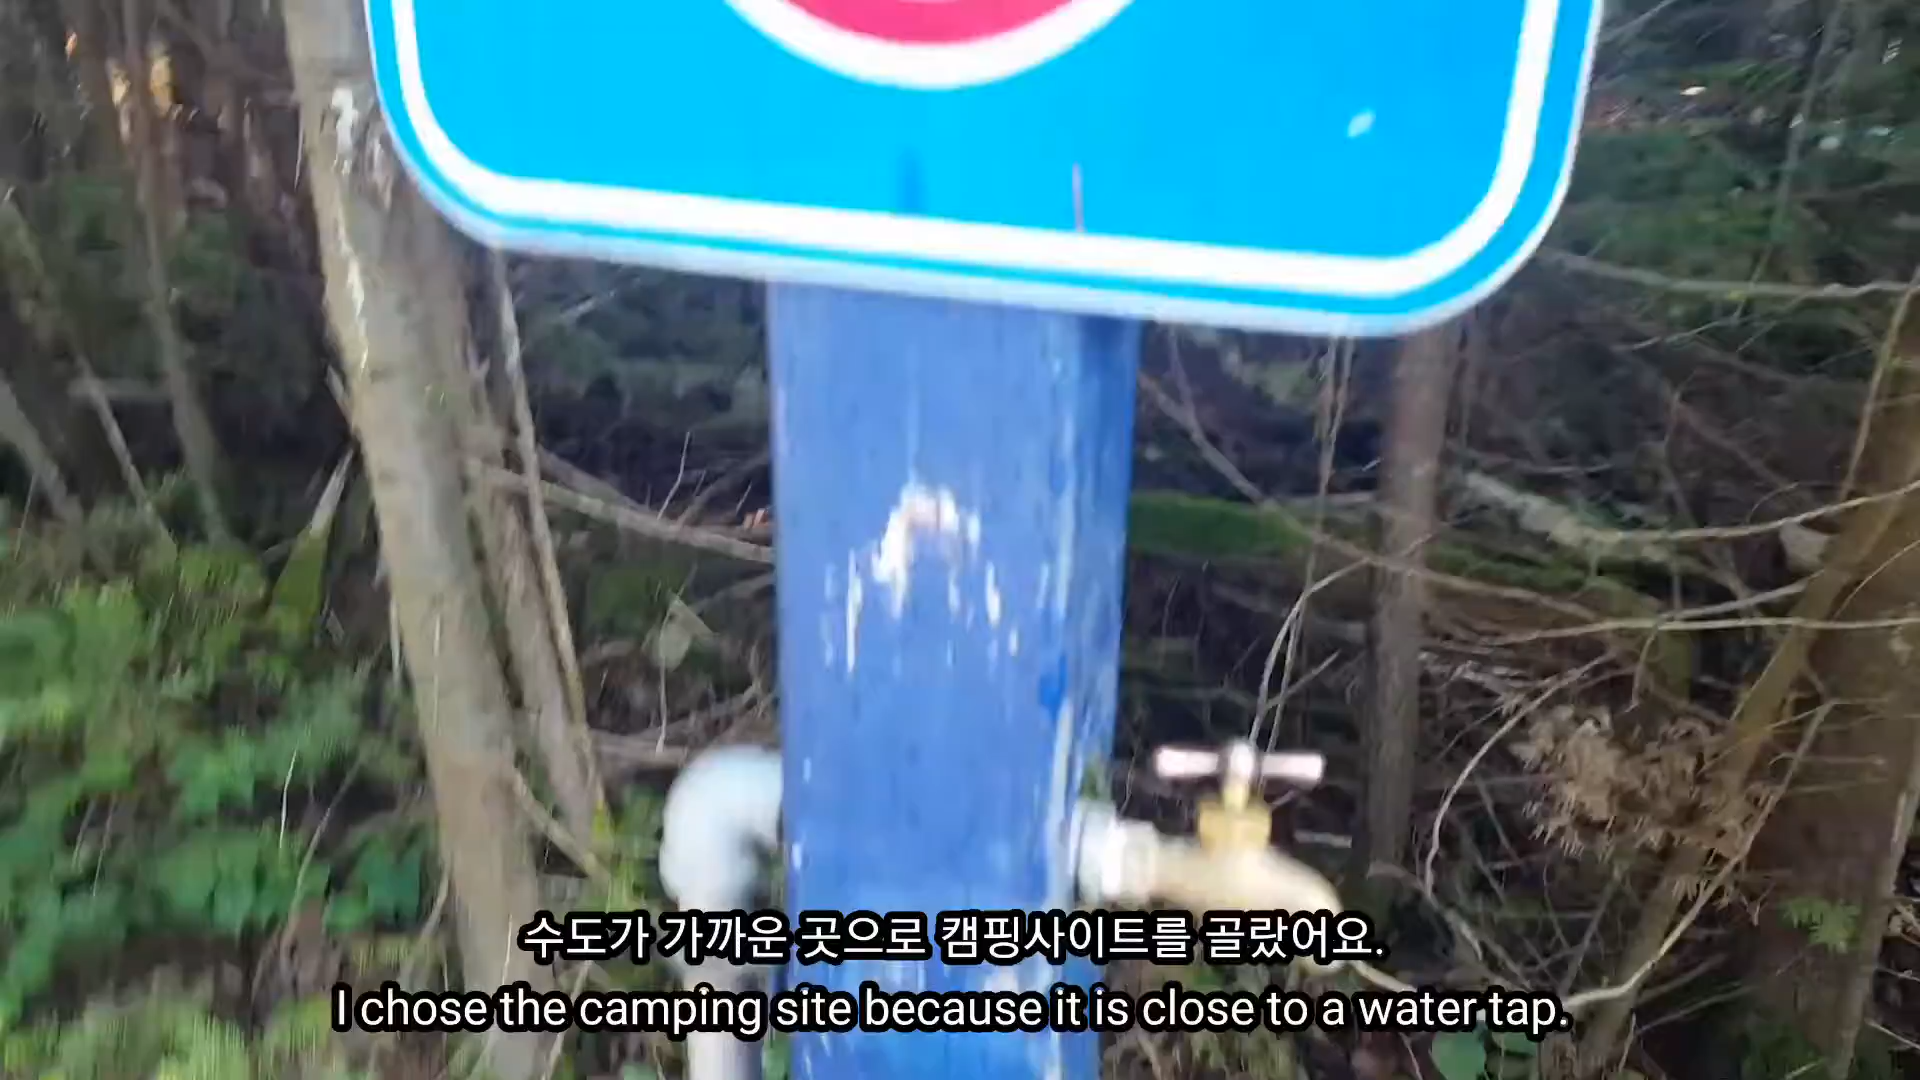 수도가 가까운 곳으로 캠핑사이트를 골랐어요.
I chose the camping site because it is close to a water tap.